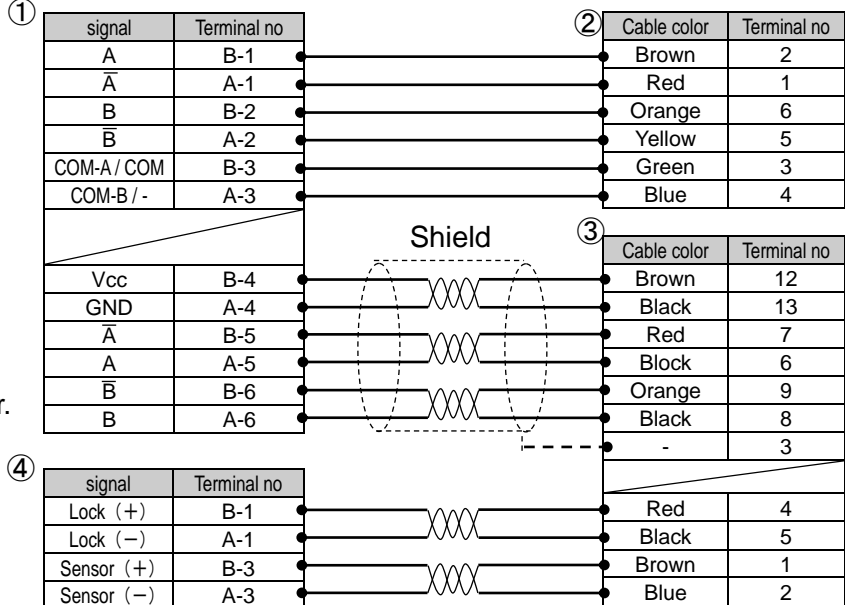 ① ②
signal Terminal no Cable color Terminal no
A B-1 Brown 2
A̅ A-1 Red 1
B B-2 Orange 6
B̅ A-2 Yellow 5
COM-A / COM B-3 Green 3
COM-B / - A-3 Blue 4
Shield ③
Cable color Terminal no
Vcc B-4 Brown 12
GND A-4 Black 13
A̅ B-5 Red 7
A A-5 Block 6
B̅ B-6 Orange 9
r. B A-6 Black 8
- 3
④
signal Terminal no
Lock（+） B-1 Red 4
Lock（−） A-1 Black 5
Sensor（+） B-3 Brown 1
Sensor（−） A-3 Blue 2